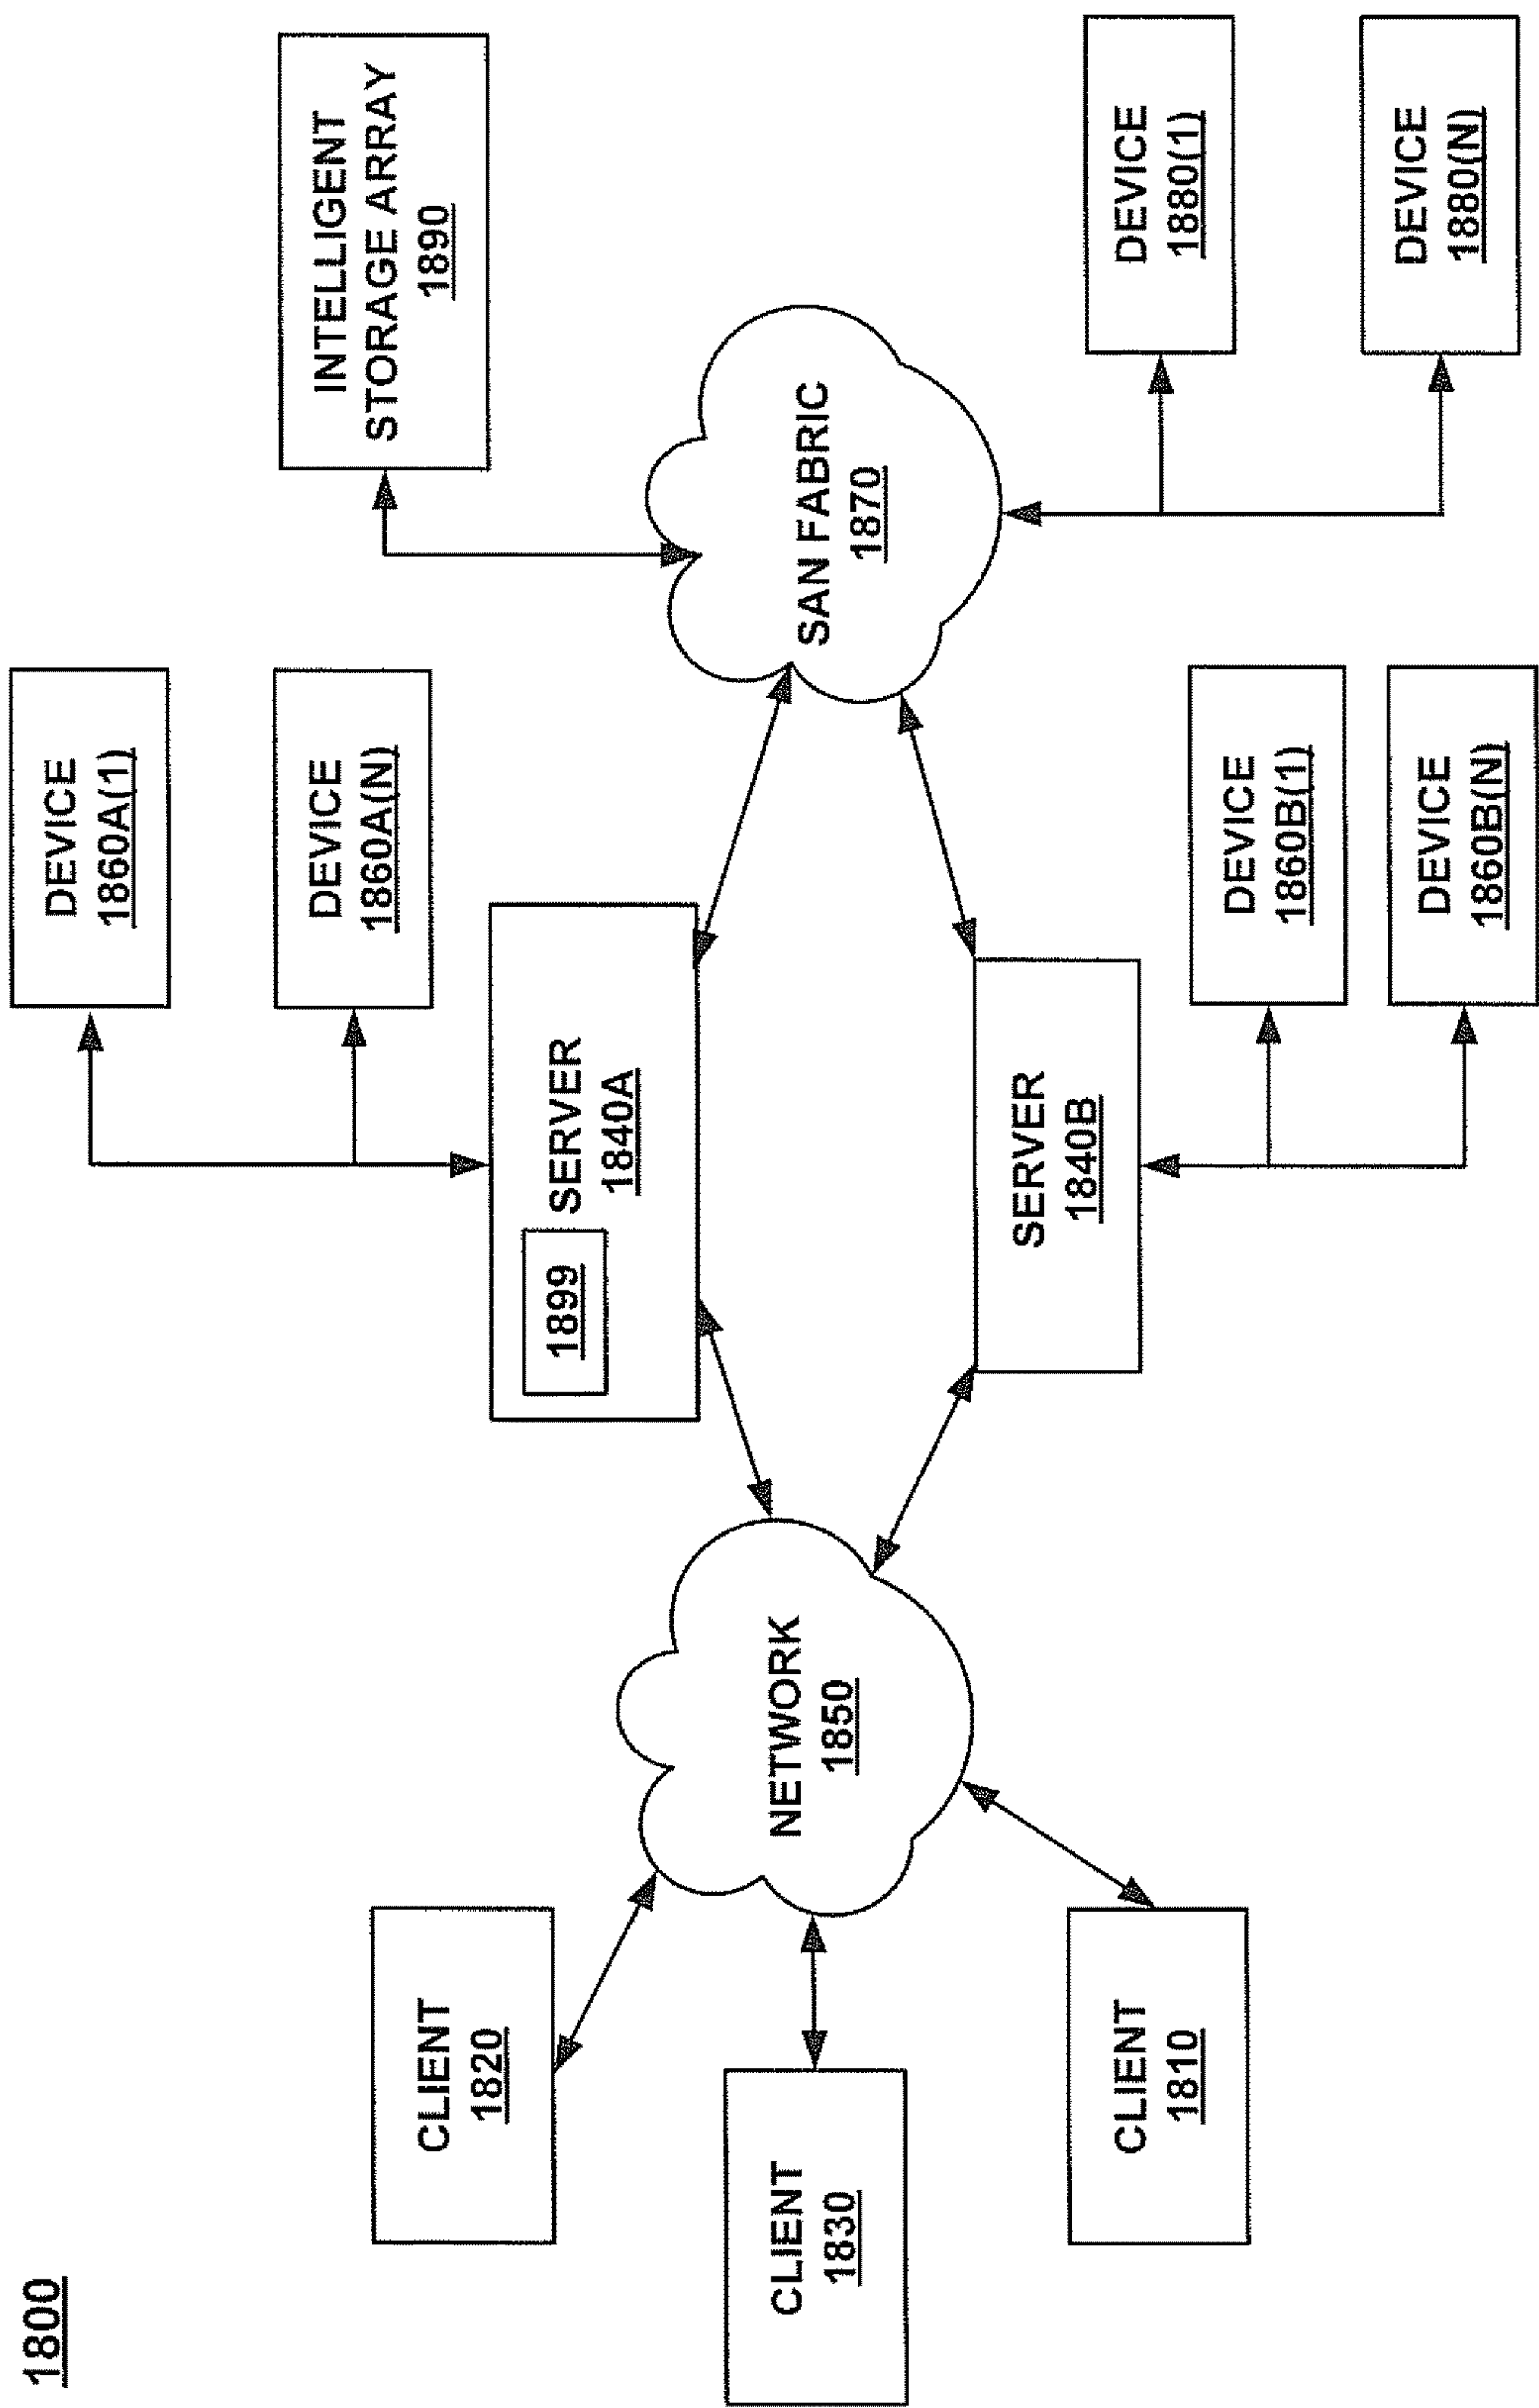 1800
DEVICE
1860A(1)
DEVICE
1860A(N)
INTELLIGENT
STORAGE ARRAY
1890
CLIENT
1820
1899
SERVER
1840A
CLIENT
1830
NETWORK
1850
SAN FABRIC
1870
SERVER
1840B
CLIENT
1810
DEVICE
1860B(1)
DEVICE
1860B(N)
DEVICE
1880(1)
DEVICE
1880(N)